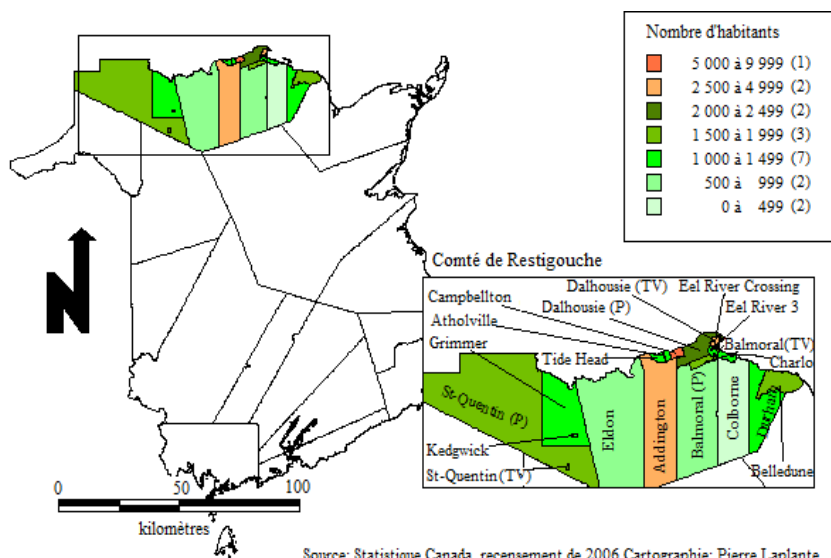 Nombre d'habitants
5 000 à 9 999 (1)
2 500 à 4 999 (2)
2 000 à 2 499 (2)
1 500 à 1 999 (3)
1 000 à 1 499 (7)
500 à 999 (2)
0 à 499 (2)
N
Comté de Restigouche
Dalhousie (TV)
Eel River Crossing
Campbellton
Dalhousie (P)
Eel River 3
Atholville
Grimmer
Tide Head
Balmoral (TV)
Charlo
St-Quentin (P)
Eldon
Addington
Balmoral (P)
Colborne
Durham
Kedgwick
St-Quentin (TV)
Belledune
0 50 100
kilomètres
Source: Statistique Canada, recensement de 2006 Cartographie: Pierre Laplante